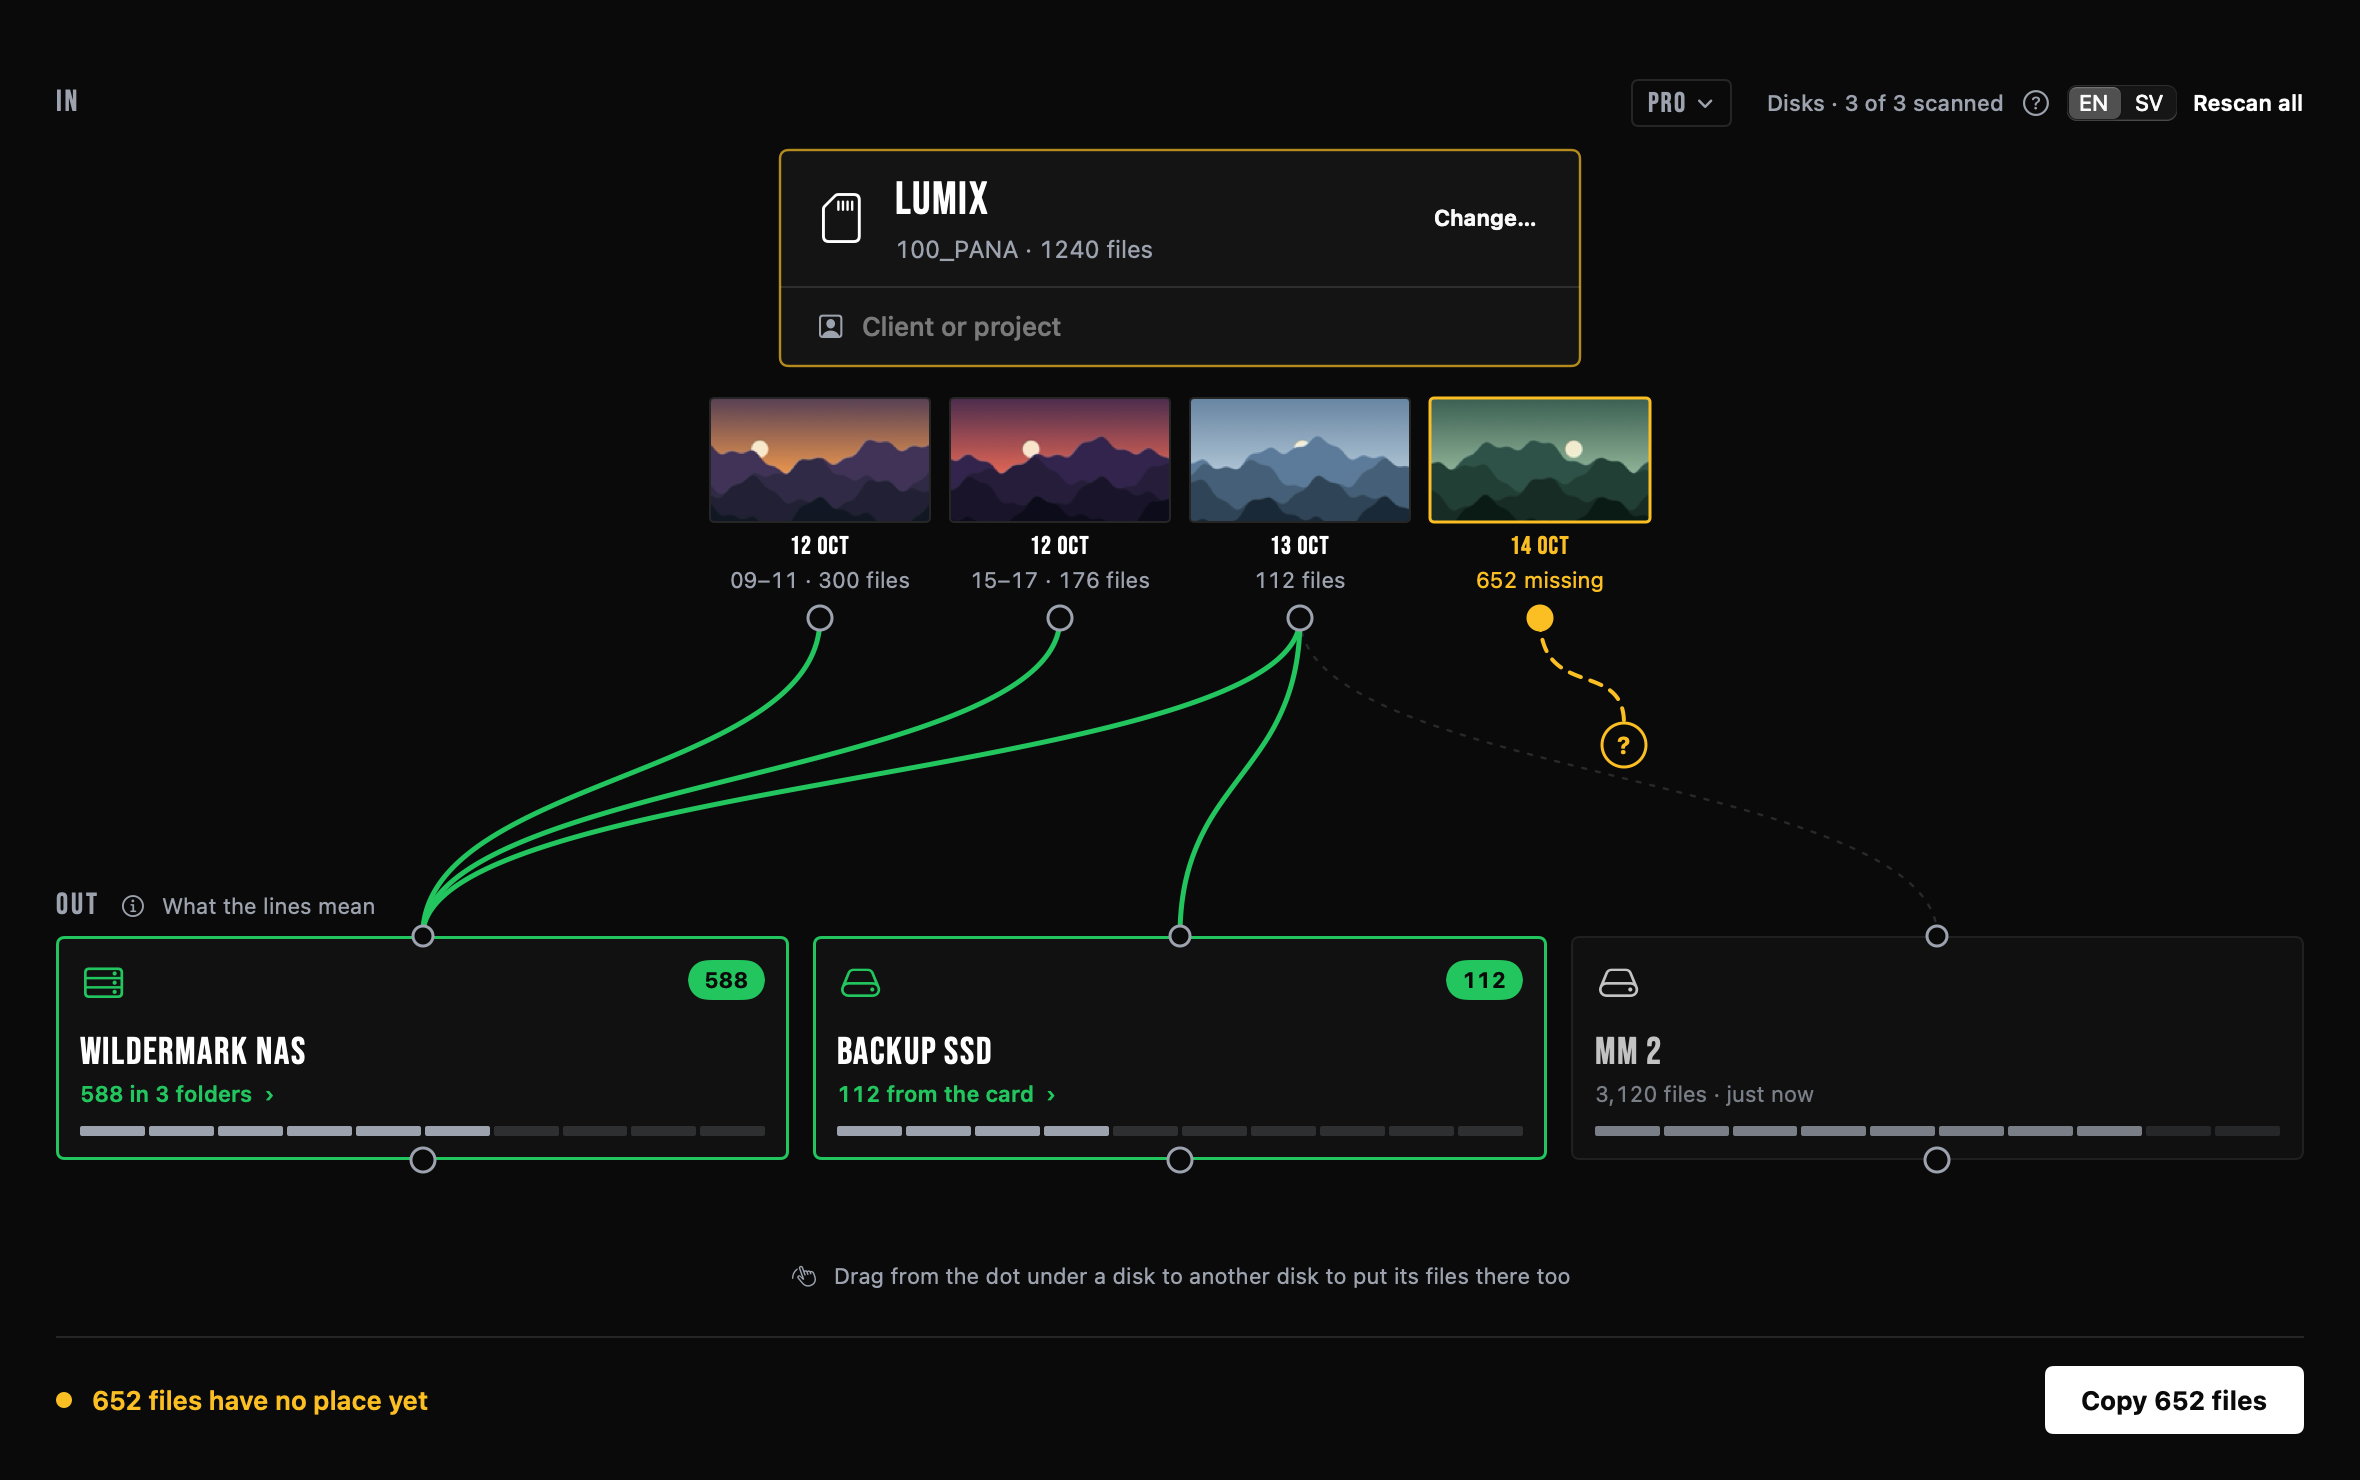 IN
PRO
Disks · 3 of 3 scanned
?
EN SV
Rescan all
LUMIX
100_PANA · 1240 files
Change...
Client or project
12 OCT
09–11 · 300 files
12 OCT
15–17 · 176 files
13 OCT
112 files
14 OCT
652 missing
?
OUT
What the lines mean
588
WILDERMARK NAS
588 in 3 folders ›
112
BACKUP SSD
112 from the card ›
MM 2
3,120 files · just now
Drag from the dot under a disk to another disk to put its files there too
652 files have no place yet
Copy 652 files